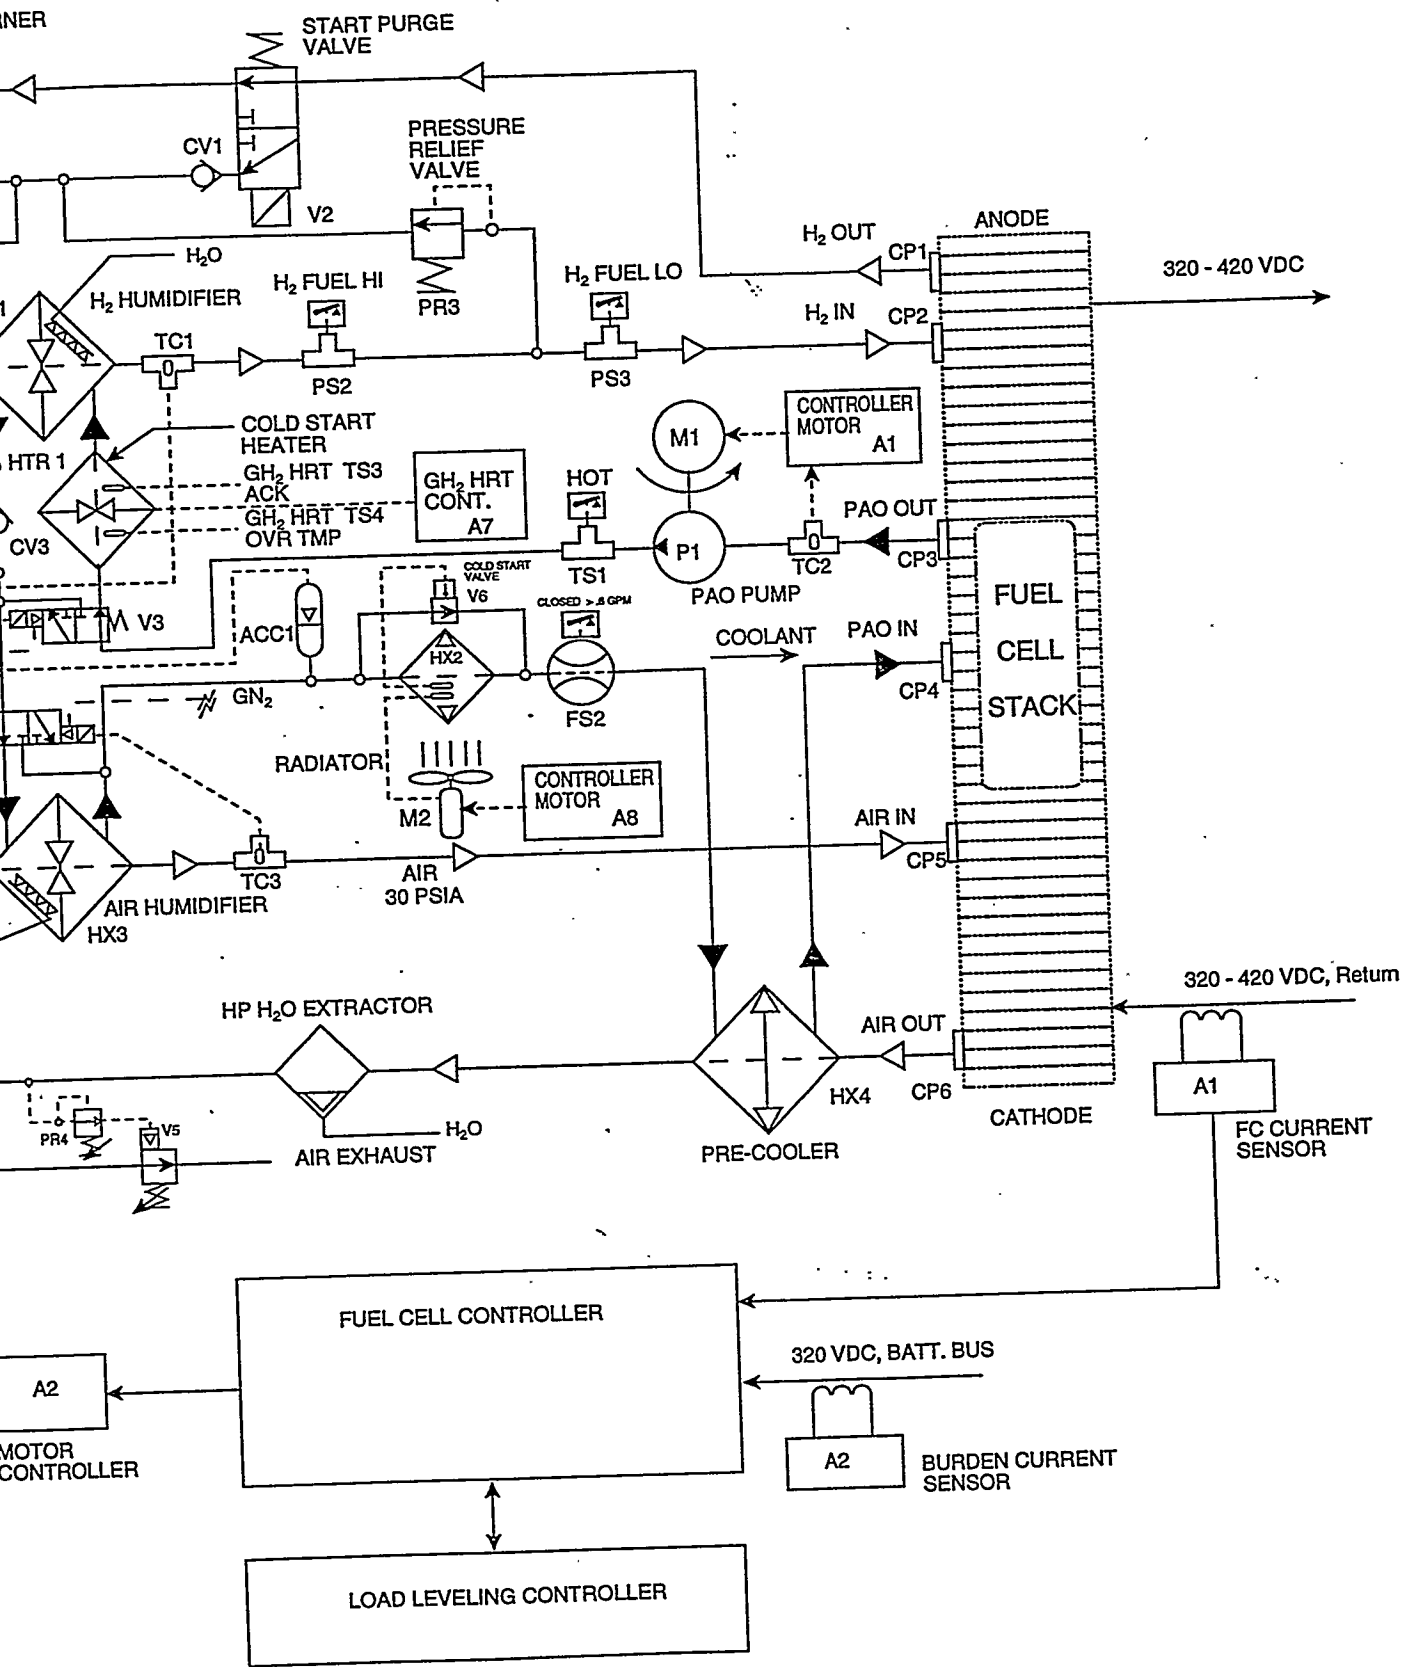 RNER
START PURGE
VALVE
PRESSURE
RELIEF
VALVE
CV1
V2
H₂O
H₂ HUMIDIFIER
1
TC1
H₂ FUEL HI
PS2
PR3
H₂ FUEL LO
PS3
H₂ OUT
CP1
H₂ IN
CP2
ANODE
320 - 420 VDC
COLD START
HEATER
HTR 1
GH₂ HRT TS3
ACK
GH₂ HRT TS4
OVR TMP
GH₂ HRT
CONT.
A7
CV3
HOT
TS1
M1
P1
PAO PUMP
CONTROLLER
MOTOR
A1
TC2
PAO OUT
CP3
FUEL
CELL
STACK
V3
ACC1
COLD START
VALVE
V6
CLOSED >.6 GPM
HX2
FS2
COOLANT
PAO IN
CP4
GN₂
RADIATOR
M2
CONTROLLER
MOTOR
A8
AIR IN
CP5
TC3
AIR
30 PSIA
AIR HUMIDIFIER
HX3
HP H₂O EXTRACTOR
H₂O
AIR EXHAUST
PR4
V5
PRE-COOLER
HX4
AIR OUT
CP6
CATHODE
320 - 420 VDC, Return
A1
FC CURRENT
SENSOR
FUEL CELL CONTROLLER
320 VDC, BATT. BUS
A2
BURDEN CURRENT
SENSOR
A2
MOTOR
CONTROLLER
LOAD LEVELING CONTROLLER